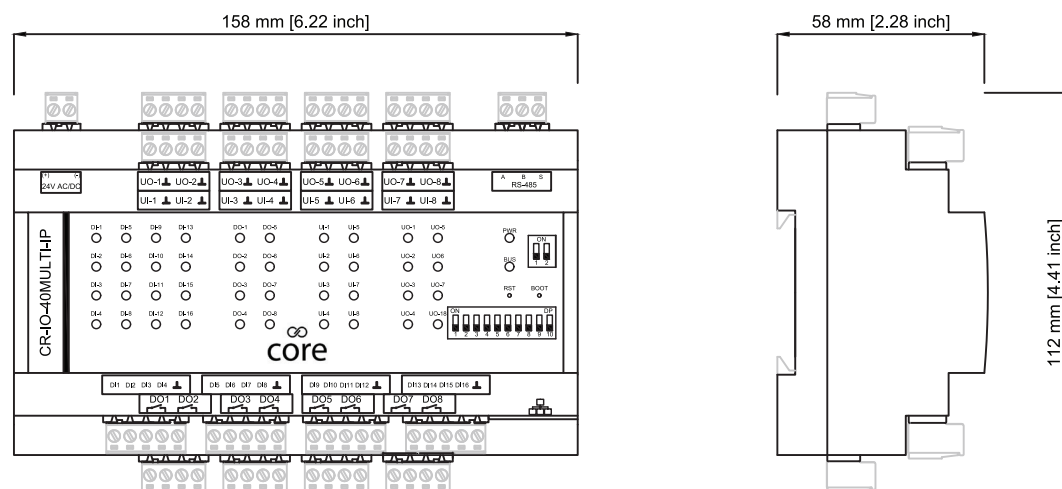 158 mm [6.22 inch]
58 mm [2.28 inch]
112 mm [4.41 inch]
(+) (-)
24V AC/DC
UO-1 UO-2 UO-3 UO-4 UO-5 UO-6 UO-7 UO-8
UI-1 UI-2 UI-3 UI-4 UI-5 UI-6 UI-7 UI-8
A B S
RS-485
CR-IO-40MULTI-IP
DI-1 DI-5 DI-9 DI-13 DO-1 DO-5 UI-1 UI-5 UO-1 UO-5 PWR
DI-2 DI-6 DI-10 DI-14 DO-2 DO-6 UI-2 UI-6 UO-2 UO6 BUS
DI-3 DI-7 DI-11 DI-15 DO-3 DO-7 UI-3 UI-7 UO-3 UO-7 RST BOOT
DI-4 DI-8 DI-12 DI-16 DO-4 DO-8 UI-4 UI-8 UO-4 UO-18
ON
1 2
ON DP
1 2 3 4 5 6 7 8 9 10
core
DI1 DI2 DI3 DI4 DI5 DI6 DI7 DI8 DI9 DI10 DI11 DI12 DI13 DI14 DI15 DI16
DO1 DO2 DO3 DO4 DO5 DO6 DO7 DO8